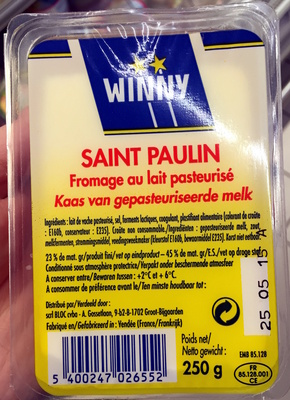 WINNY
SAINT PAULIN
Fromage au lait pasteurisé
Kaas van gepasteuriseerde melk
Ingrédients : lait de vache pasteurisé, sel, ferments lactiques, coagulant, plastifiant alimentaire (colorant de croûte
: E160b, conservateur : E235). Croûte non consommable./Ingrediënten : gepasteuriseerde koemelk, zout,
melkfermenten, stremmingsmiddel, voedingsweekmaker (kleurstof E160b, bewaarmiddel E235). Korst niet eetbaar.
23 % de mat. gr./produit fini/vet op eindproduct – 45 % de mat. gr./E.S./vet op droge stof
Conditionné sous atmosphère protectrice/Verpakt onder beschermende atmosfeer
A conserver entre/Bewaren tussen : +2°C et + 6°C.
A consommer de préférence avant le/Ten minste houdbaar tot :
25 05 15 A
Distribué par/Verdeeld door :
scrl BLOC cvba - A. Gossetlaan, 9-b2-B-1702 Groot-Bijgaarden
Fabriqué en/Gefabriceerd in : Vendée (France/Frankrijk)
5 400247 026552
Poids net/
Netto gewicht :
250 g
EMB 85.128
FR
85.128.001
CE